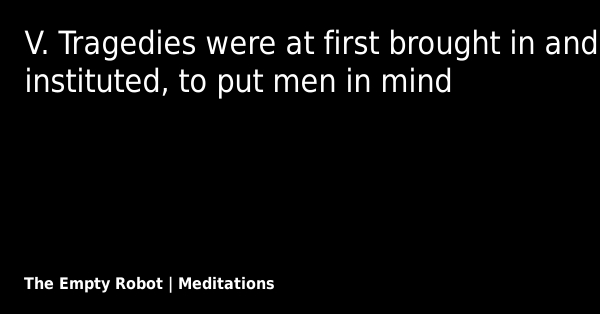 V. Tragedies were at first brought in and
instituted, to put men in mind
The Empty Robot | Meditations